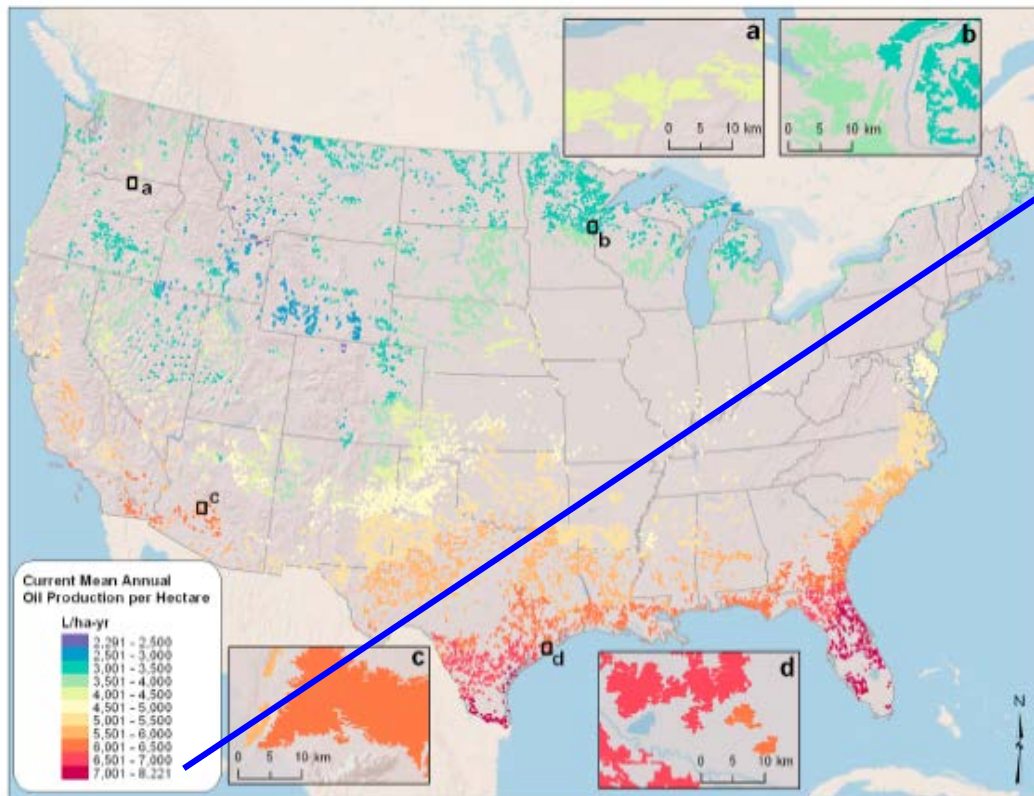 a
0 5 10 km
b
0 5 10 km
a
b
c
d
Current Mean Annual
Oil Production per Hectare
L/ha-yr
2,291 - 2,500
2,501 - 3,000
3,001 - 3,500
3,501 - 4,000
4,001 - 4,500
4,501 - 5,000
5,001 - 5,500
5,501 - 6,000
6,001 - 6,500
6,501 - 7,000
7,001 - 8,221
c
0 5 10 km
d
0 5 10 km
N